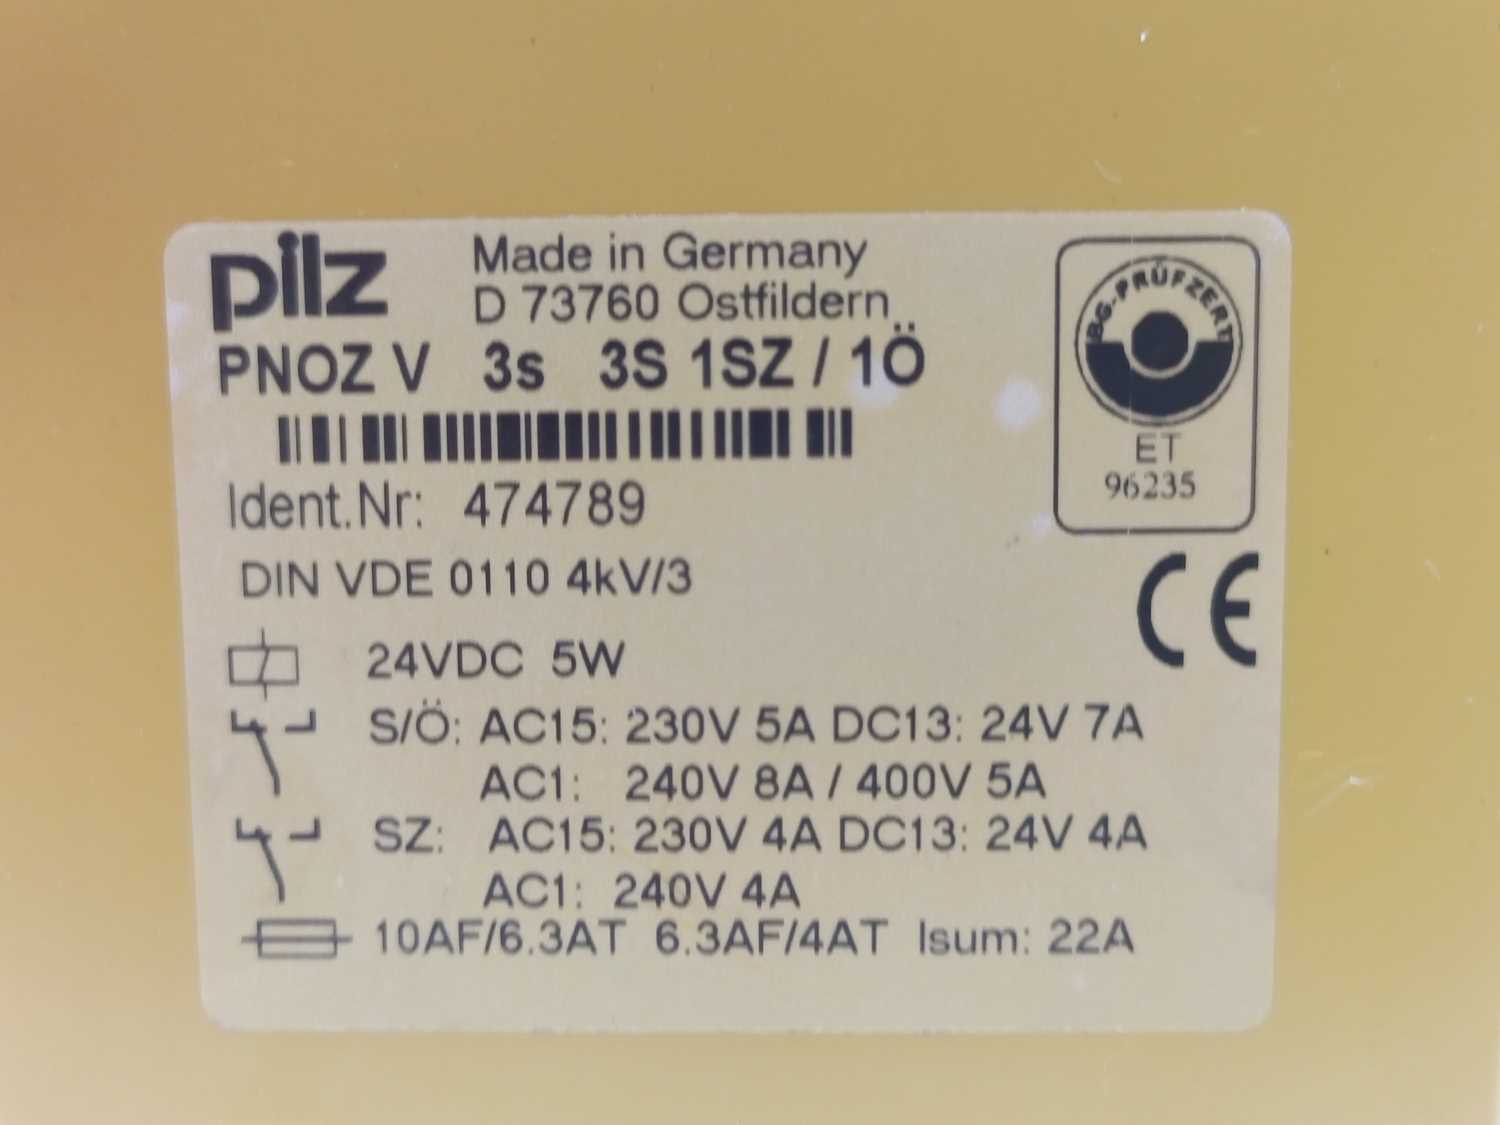 pilz
Made in Germany
D 73760 Ostfildern
PNOZ V 3s 3S 1SZ / 1Ö
BG-PRÜFZERT
ET
96235
Ident.Nr: 474789
DIN VDE 0110 4kV/3
CE
24VDC 5W
S/Ö: AC15: 230V 5A DC13: 24V 7A
AC1: 240V 8A / 400V 5A
SZ: AC15: 230V 4A DC13: 24V 4A
AC1: 240V 4A
10AF/6.3AT 6.3AF/4AT Isum: 22A